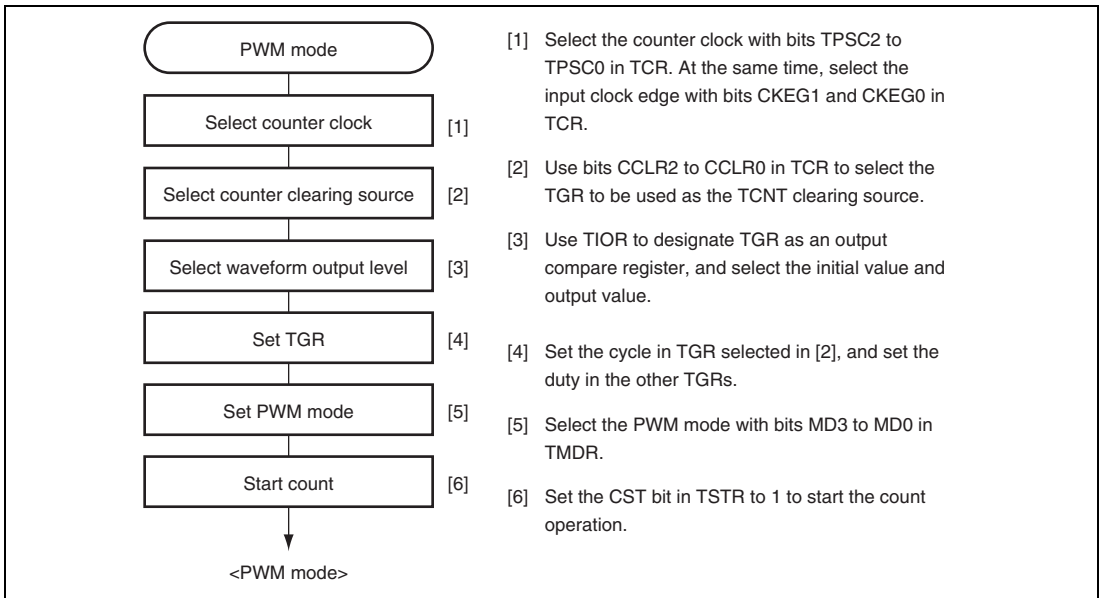 PWM mode
Select counter clock
[1]
Select counter clearing source
[2]
Select waveform output level
[3]
Set TGR
[4]
Set PWM mode
[5]
Start count
[6]
<PWM mode>
[1] Select the counter clock with bits TPSC2 to
TPSC0 in TCR. At the same time, select the
input clock edge with bits CKEG1 and CKEG0 in
TCR.
[2] Use bits CCLR2 to CCLR0 in TCR to select the
TGR to be used as the TCNT clearing source.
[3] Use TIOR to designate TGR as an output
compare register, and select the initial value and
output value.
[4] Set the cycle in TGR selected in [2], and set the
duty in the other TGRs.
[5] Select the PWM mode with bits MD3 to MD0 in
TMDR.
[6] Set the CST bit in TSTR to 1 to start the count
operation.